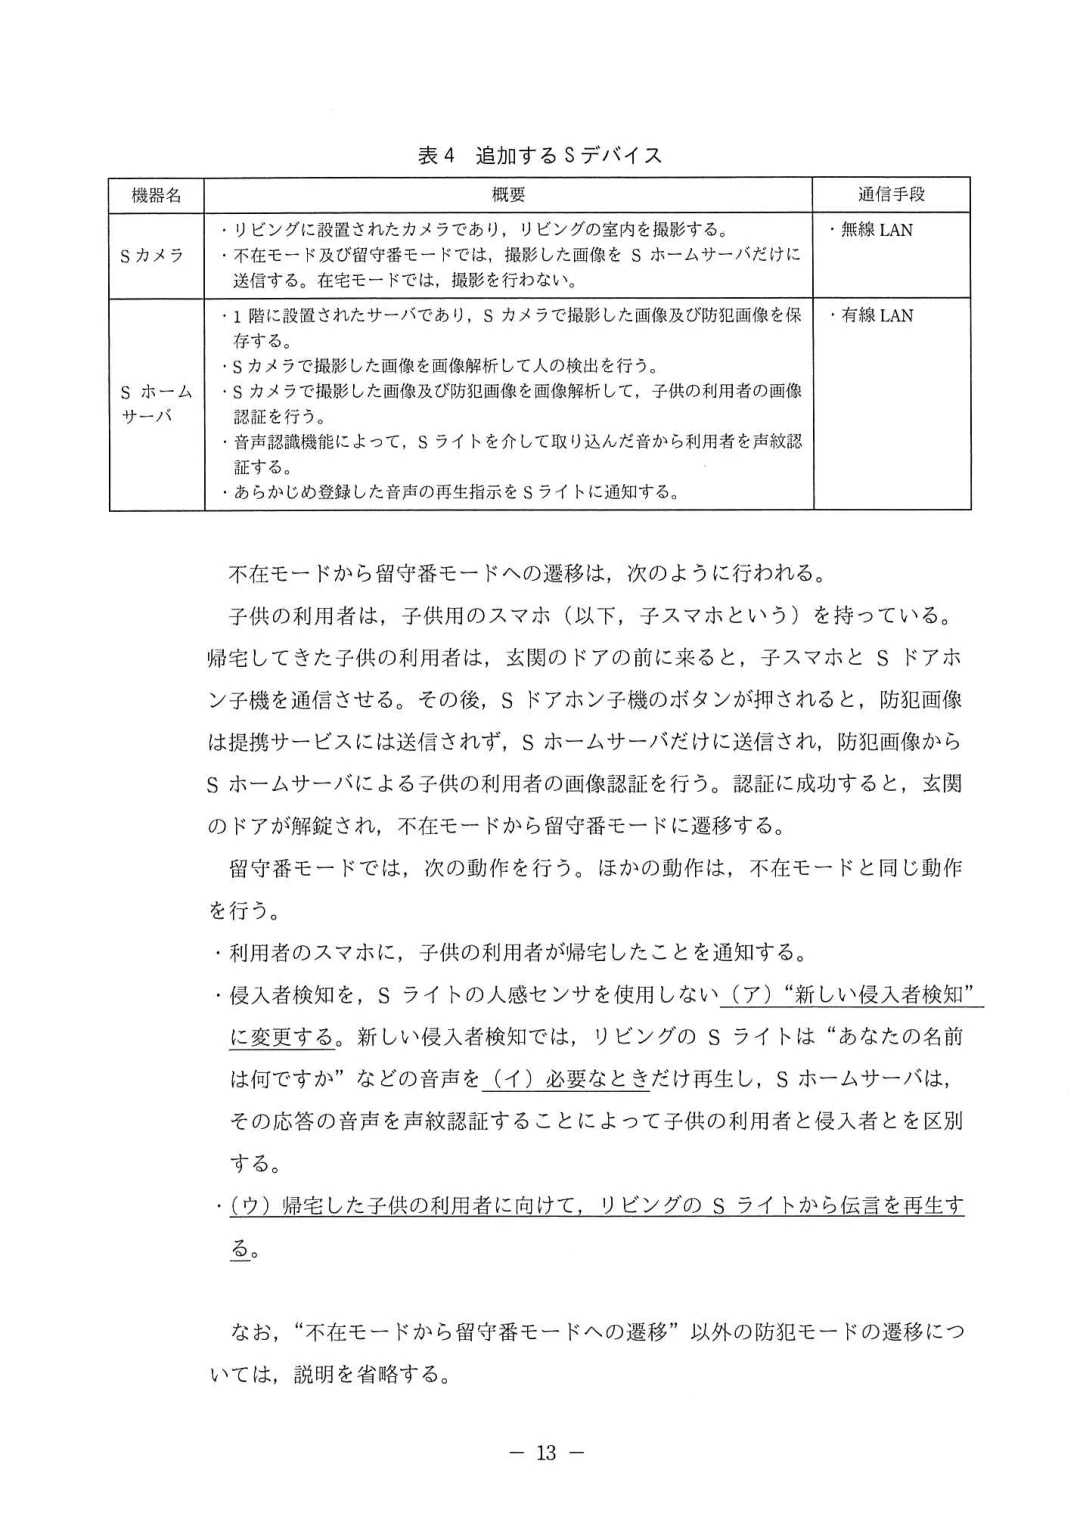 表4 追加するSデバイス
機器名 概要 通信手段
Sカメラ
・リビングに設置されたカメラであり，リビングの室内を撮影する。
・不在モード及び留守番モードでは，撮影した画像を S ホームサーバだけに
送信する。在宅モードでは，撮影を行わない。
・無線 LAN
S ホーム
サーバ
・1 階に設置されたサーバであり，S カメラで撮影した画像及び防犯画像を保
存する。
・S カメラで撮影した画像を画像解析して人の検出を行う。
・S カメラで撮影した画像及び防犯画像を画像解析して，子供の利用者の画像
認証を行う。
・音声認識機能によって，S ライトを介して取り込んだ音から利用者を声紋認
証する。
・あらかじめ登録した音声の再生指示を S ライトに通知する。
・有線 LAN
不在モードから留守番モードへの遷移は，次のように行われる。
子供の利用者は，子供用のスマホ（以下，子スマホという）を持っている。
帰宅してきた子供の利用者は，玄関のドアの前に来ると，子スマホと S ドアホ
ン子機を通信させる。その後，S ドアホン子機のボタンが押されると，防犯画像
は提携サービスには送信されず，S ホームサーバだけに送信され，防犯画像から
S ホームサーバによる子供の利用者の画像認証を行う。認証に成功すると，玄関
のドアが解錠され，不在モードから留守番モードに遷移する。
留守番モードでは，次の動作を行う。ほかの動作は，不在モードと同じ動作
を行う。
・利用者のスマホに，子供の利用者が帰宅したことを通知する。
・侵入者検知を，S ライトの人感センサを使用しない（ア）“新しい侵入者検知”
に変更する。新しい侵入者検知では，リビングの S ライトは“あなたの名前
は何ですか”などの音声を（イ）必要なときだけ再生し，S ホームサーバは，
その応答の音声を声紋認証することによって子供の利用者と侵入者とを区別
する。
・（ウ）帰宅した子供の利用者に向けて，リビングの S ライトから伝言を再生す
る。
なお，“不在モードから留守番モードへの遷移”以外の防犯モードの遷移につ
いては，説明を省略する。
－ 13 －